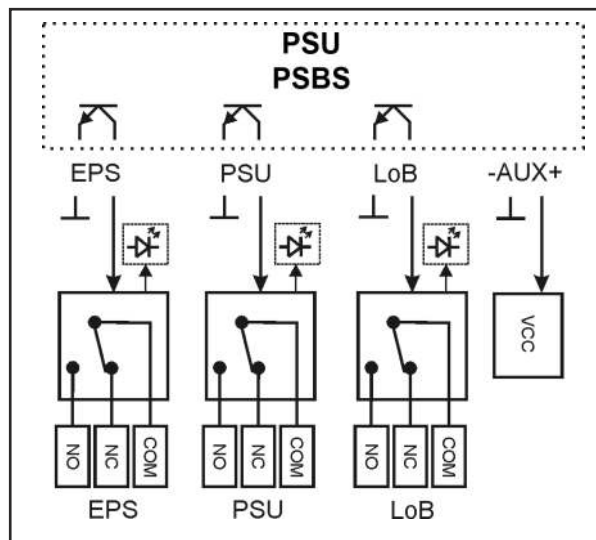 PSU
PSBS
EPS PSU LoB -AUX+
VCC
NO NC COM NO NC COM NO NC COM
EPS PSU LoB